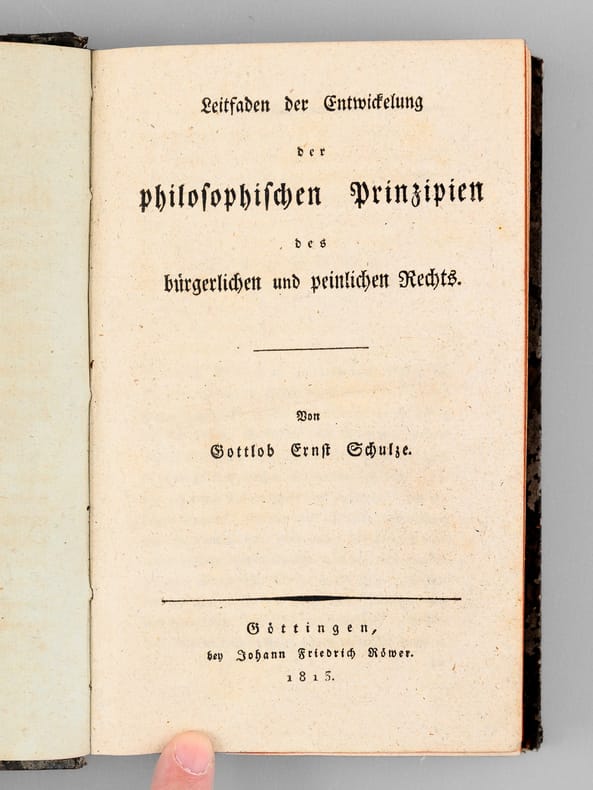 Leitfaden der Entwickelung
der
philosophischen Prinzipien
des
bürgerlichen und peinlichen Rechts.
Von
Gottlob Ernst Schulze.
Göttingen,
bey Johann Friedrich Röwer.
1813.